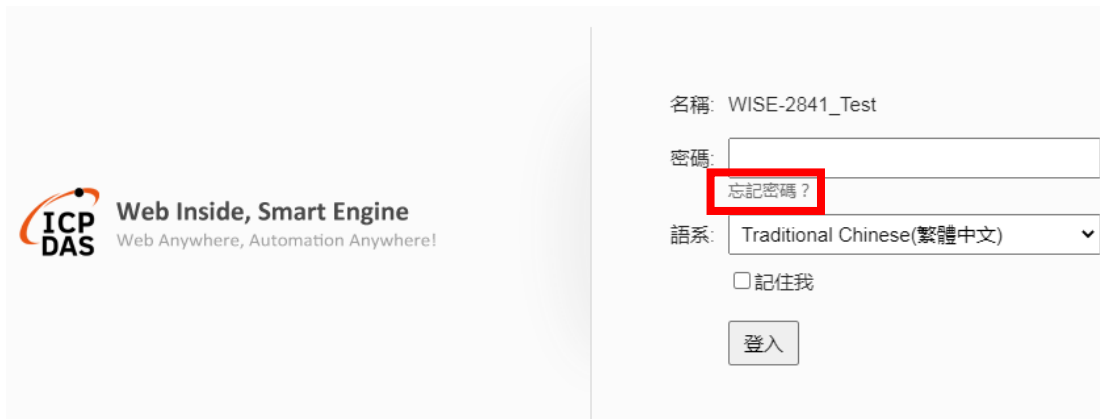 ICP
DAS
Web Inside, Smart Engine
Web Anywhere, Automation Anywhere!
名稱: WISE-2841_Test
密碼:
忘記密碼？
語系: Traditional Chinese(繁體中文)
記住我
登入